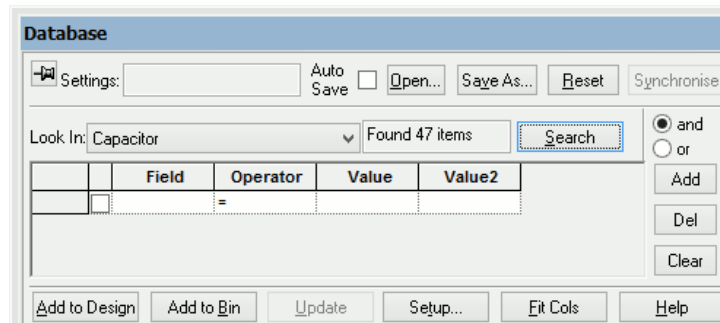 Database
Settings:
Auto Save
Open...
Save As...
Reset
Synchronise
Look In: Capacitor
Found 47 items
Search
and
or
Field Operator Value Value2
=
Add
Del
Clear
Add to Design
Add to Bin
Update
Setup...
Fit Cols
Help